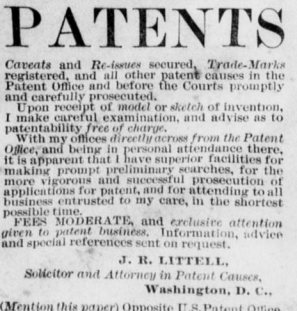 PATENTS
Caveats and Re-issues secured, Trade-Marks
registered, and all other patent causes in the
Patent Office and before the Courts promptly
and carefully prosecuted.
Upon receipt of model or sketch of invention,
I make careful examination, and advise as to
patentability free of charge.
With my offices directly across from the Patent
Office, and being in personal attendance there,
it is apparent that I have superior facilities for
making prompt preliminary searches, for the
more vigorous and successful prosecution of
applications for patent, and for attending to all
business entrusted to my care, in the shortest
possible time.
FEES MODERATE, and exclusive attention
given to patent business. Information, advice
and special references sent on request.
J. R. LITTELL,
Solicitor and Attorney in Patent Causes,
Washington, D. C.,
(Mention this paper) Opposite U. S. Patent Office